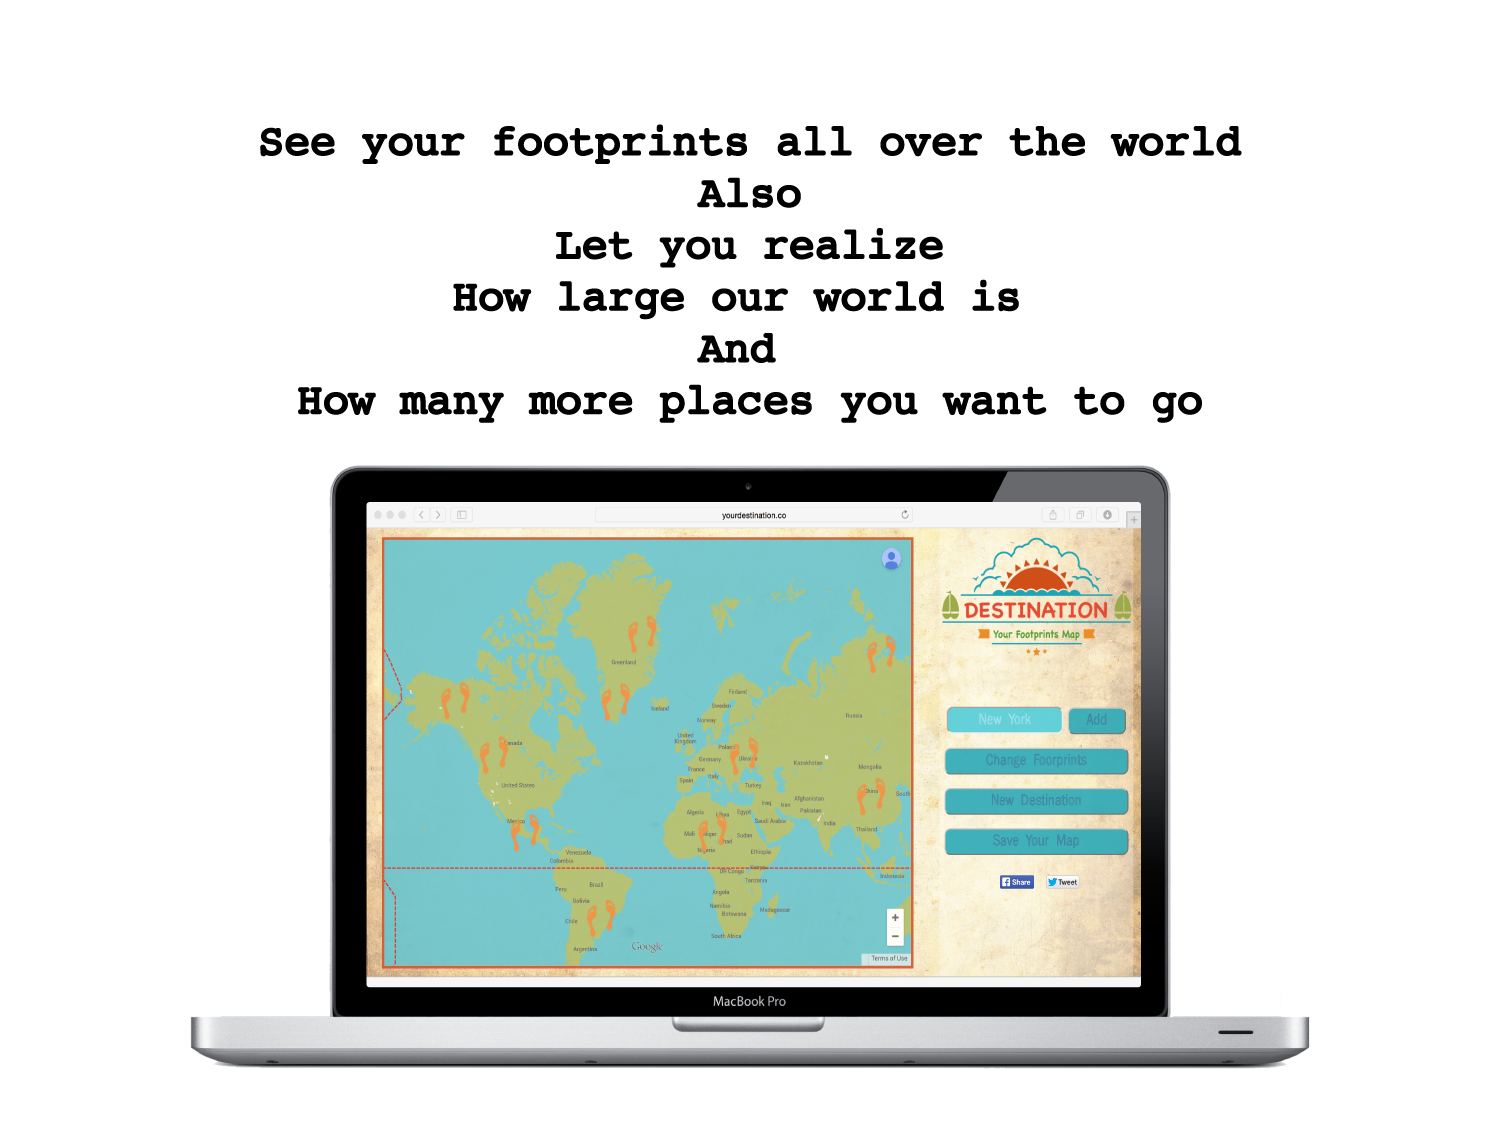 See your footprints all over the world
Also
Let you realize
How large our world is
And
How many more places you want to go
yourdestination.co
DESTINATION
Your Footprints Map
New York
Add
Change Foorprints
New Destination
Save Your Map
Share
Tweet
Greenland
Iceland
Finland
Sweden
Norway
Russia
United
Kingdom
Canada
Germany
Ukraine
Kazakhstan
Mongolia
France
Italy
Spain
Turkey
United States
China
South
Afghanistan
Iraq
Iran
Pakistan
Algeria
Libya
Egypt
Saudi Arabia
India
Mexico
Thailand
Mali
Niger
Chad
Sudan
Nigeria
Ethiopia
Venezuela
Colombia
Kenya
DR Congo
Tanzania
Indonesia
Peru
Brazil
Angola
Bolivia
Namibia
Botswana
Madagascar
Chile
South Africa
Argentina
Google
Terms of Use
MacBook Pro